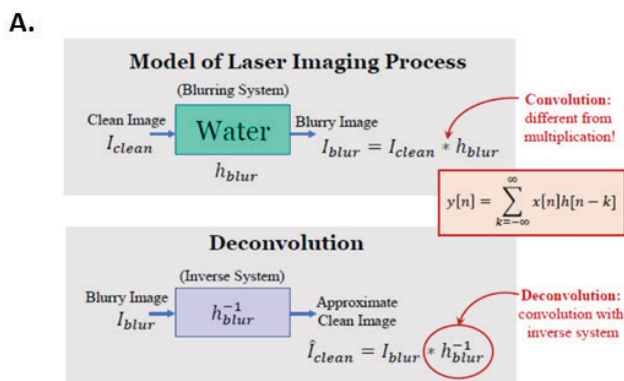 A.
Model of Laser Imaging Process
(Blurring System)
Clean Image
I_clean
Water
h_blur
Blurry Image
I_blur = I_clean * h_blur
Convolution:
different from
multiplication!
y[n] = ∑_{k=-∞}^{∞} x[n]h[n − k]
Deconvolution
(Inverse System)
Blurry Image
I_blur
h_blur^{-1}
Approximate
Clean Image
Î_clean = I_blur * h_blur^{-1}
Deconvolution:
convolution with
inverse system